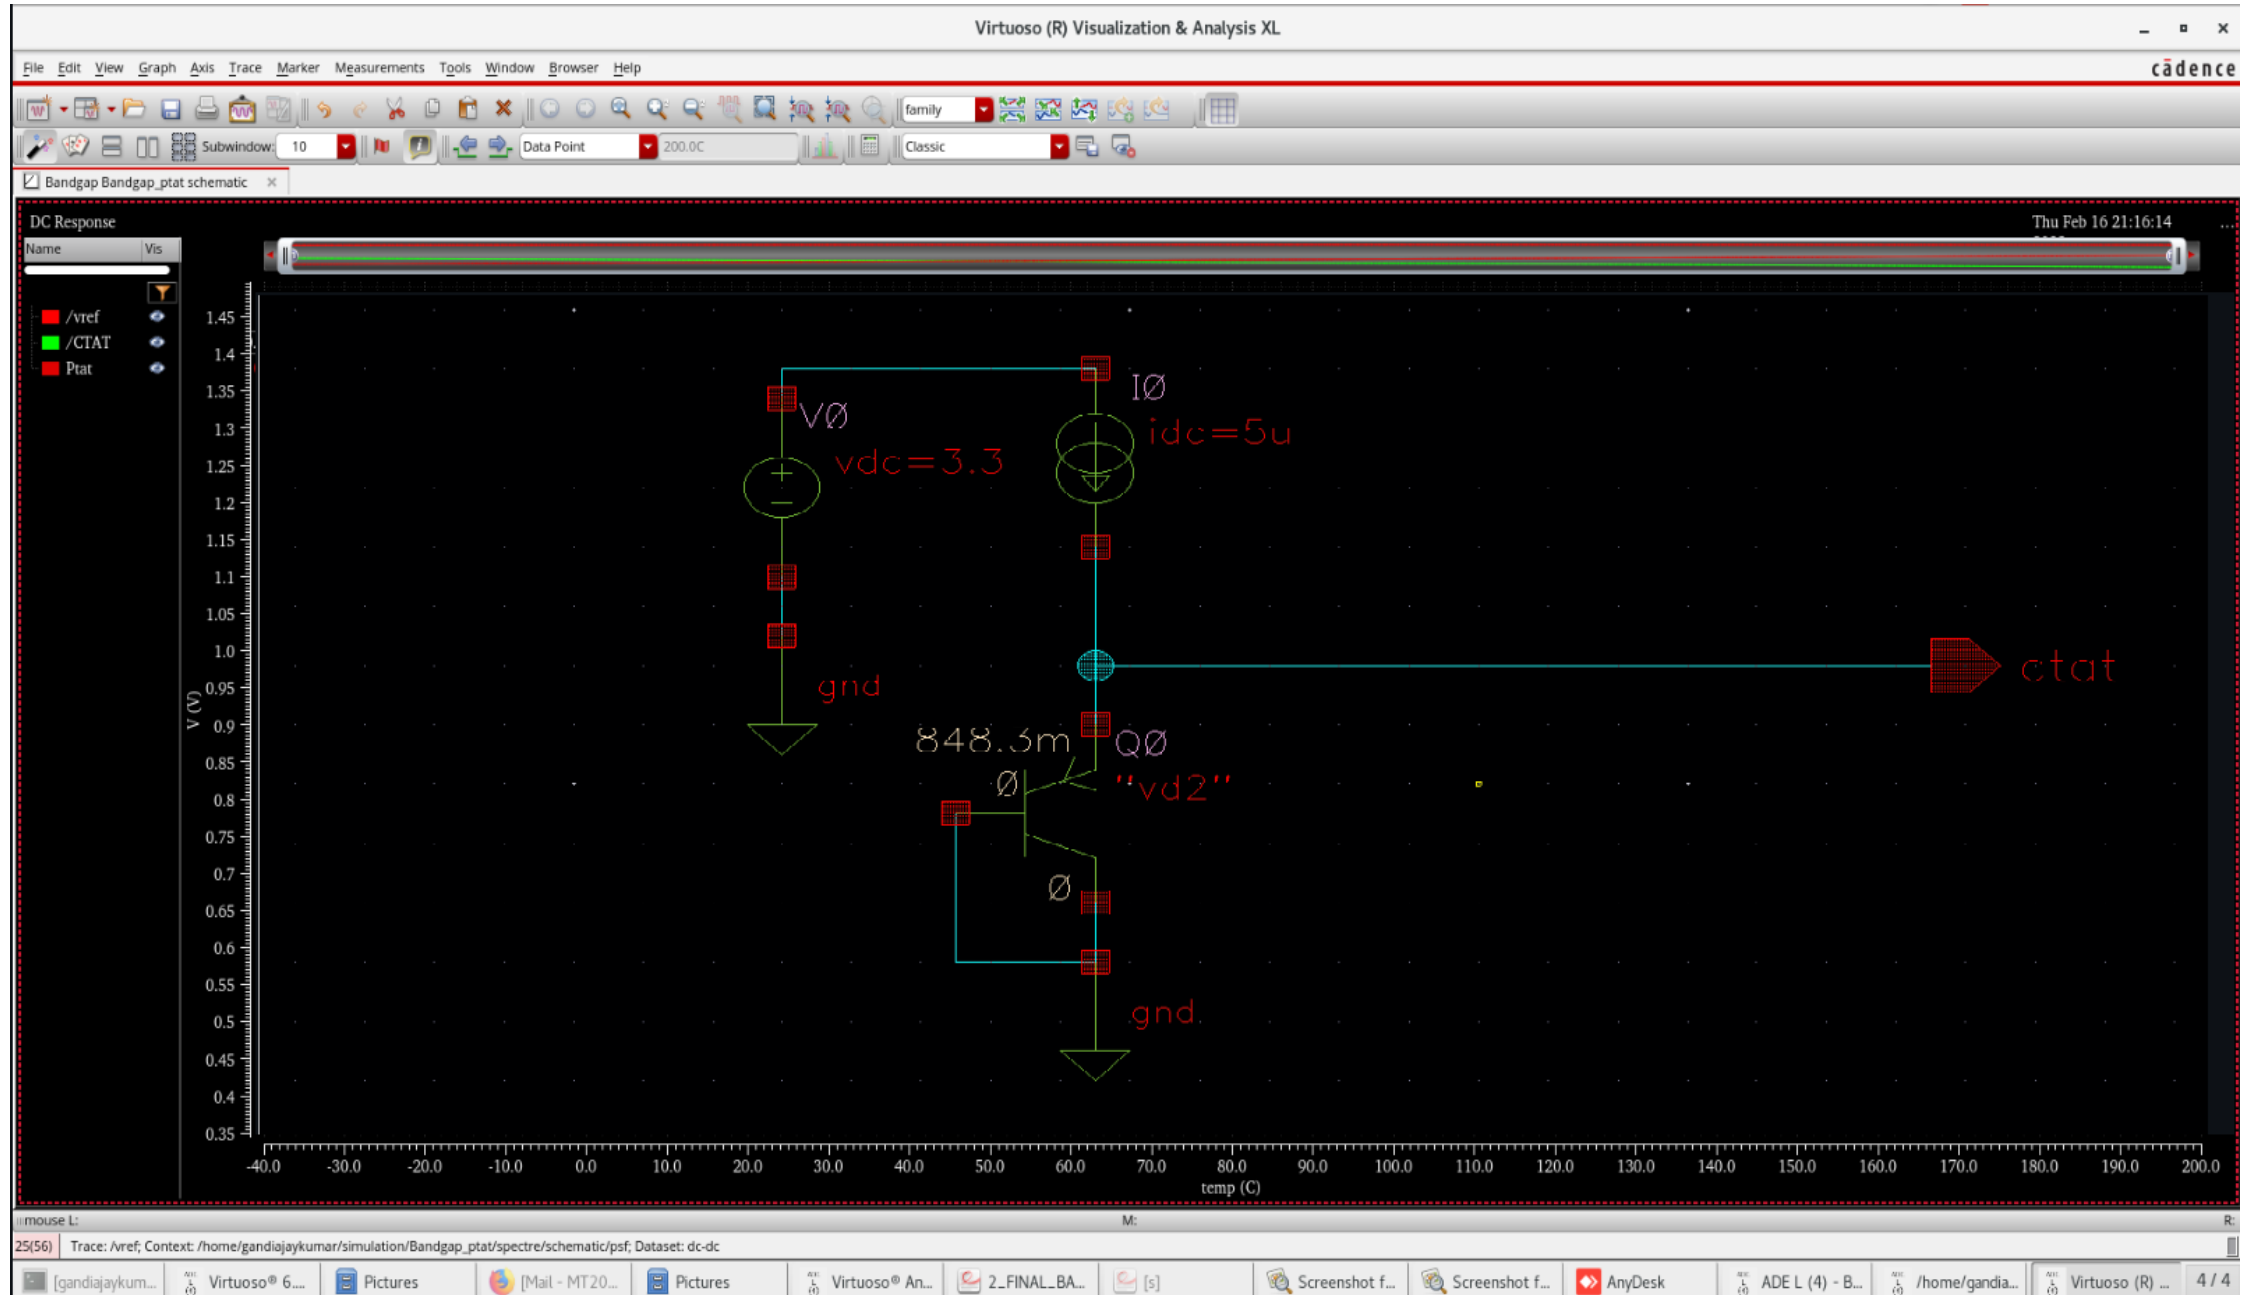 Virtuoso (R) Visualization & Analysis XL
File Edit View Graph Axis Trace Marker Measurements Tools Window Browser Help
cādence
family
Subwindow: 10 Data Point 200.0C Classic
Bandgap Bandgap_ptat schematic
DC Response
Thu Feb 16 21:16:14
...
Name Vis
/vref
/CTAT
Ptat
1.45
1.4
1.35
1.3
1.25
1.2
1.15
1.1
1.05
1.0
0.95
0.9
0.85
0.8
0.75
0.7
0.65
0.6
0.55
0.5
0.45
0.4
0.35
V (V)
I0
idc=5u
V0
vdc=3.3
gnd
ctat
848.3m
Q0
0
"vd2"
0
gnd
-40.0 -30.0 -20.0 -10.0 0.0 10.0 20.0 30.0 40.0 50.0 60.0 70.0 80.0 90.0 100.0 110.0 120.0 130.0 140.0 150.0 160.0 170.0 180.0 190.0 200.0
temp (C)
mouse L: M: R:
25(56) Trace: /vref; Context: /home/gandiajaykumar/simulation/Bandgap_ptat/spectre/schematic/psf; Dataset: dc-dc
[gandiajaykum... Virtuoso® 6.... Pictures [Mail - MT20... Pictures Virtuoso® An... 2_FINAL_BA... [s] Screenshot f... Screenshot f... AnyDesk ADE L (4) - B... /home/gandia... Virtuoso (R) ... 4 / 4